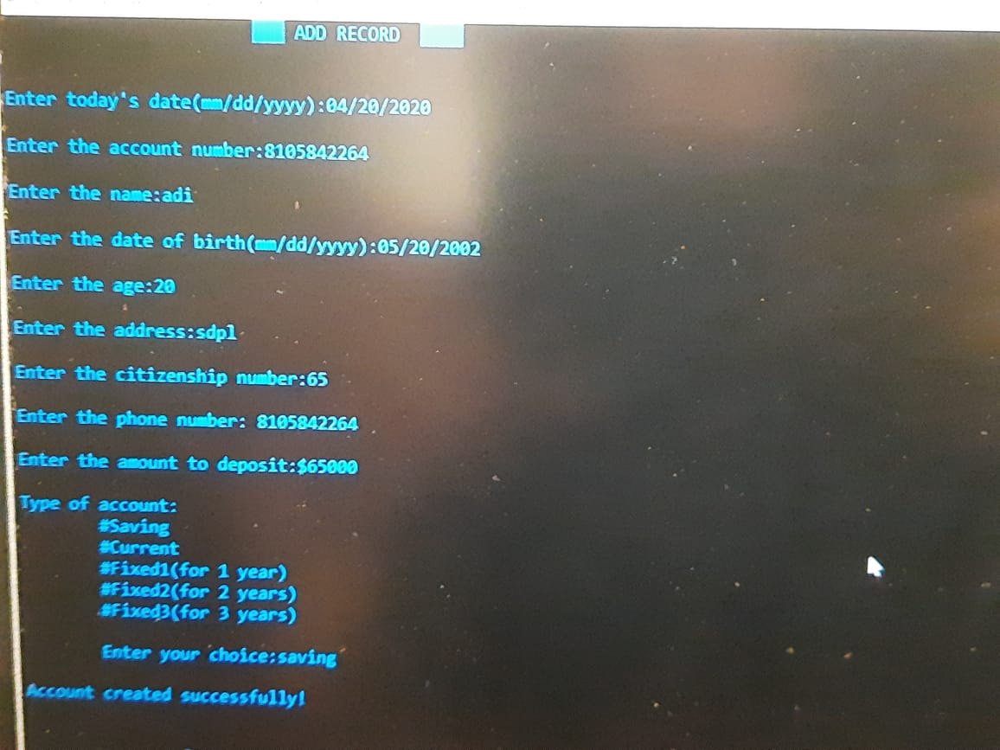 ADD RECORD
Enter today's date(mm/dd/yyyy):04/20/2020
Enter the account number:8105842264
Enter the name:adi
Enter the date of birth(mm/dd/yyyy):05/20/2002
Enter the age:20
Enter the address:sdpl
Enter the citizenship number:65
Enter the phone number: 8105842264
Enter the amount to deposit:$65000
Type of account:
#Saving
#Current
#Fixed1(for 1 year)
#Fixed2(for 2 years)
#Fixed3(for 3 years)
Enter your choice:saving
Account created successfully!